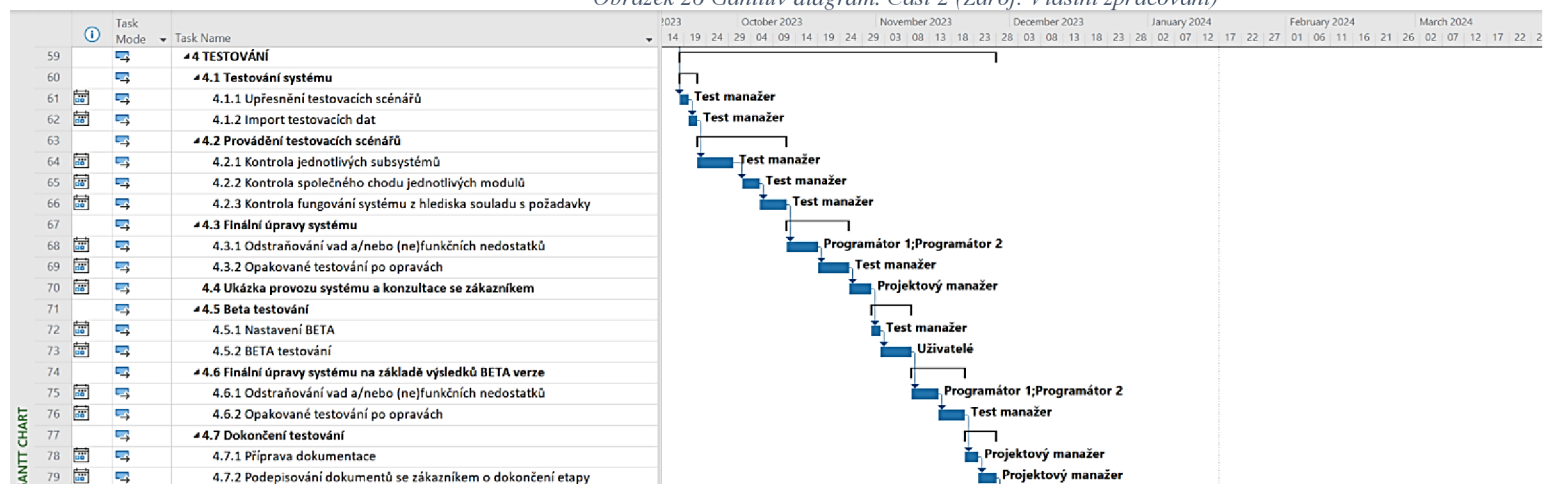 Obrázek 26 Ganttův diagram. Část 2 (Zdroj: Vlastní zpracování)
Task Mode Task Name 2023 October 2023 November 2023 December 2023 January 2024 February 2024 March 2024
14 19 24 29 04 09 14 19 24 29 03 08 13 18 23 28 03 08 13 18 23 28 02 07 12 17 22 27 01 06 11 16 21 26 02 07 12 17 22 2
59 4 TESTOVÁNÍ
60 4.1 Testování systému
61 4.1.1 Upřesnění testovacích scénářů Test manažer
62 4.1.2 Import testovacích dat Test manažer
63 4.2 Provádění testovacích scénářů
64 4.2.1 Kontrola jednotlivých subsystémů Test manažer
65 4.2.2 Kontrola společného chodu jednotlivých modulů Test manažer
66 4.2.3 Kontrola fungování systému z hlediska souladu s požadavky Test manažer
67 4.3 Finální úpravy systému
68 4.3.1 Odstraňování vad a/nebo (ne)funkčních nedostatků Programátor 1;Programátor 2
69 4.3.2 Opakované testování po opravách Test manažer
70 4.4 Ukázka provozu systému a konzultace se zákazníkem Projektový manažer
71 4.5 Beta testování
72 4.5.1 Nastavení BETA Test manažer
73 4.5.2 BETA testování Uživatelé
74 4.6 Finální úpravy systému na základě výsledků BETA verze
75 4.6.1 Odstraňování vad a/nebo (ne)funkčních nedostatků Programátor 1;Programátor 2
76 4.6.2 Opakované testování po opravách Test manažer
77 4.7 Dokončení testování
78 4.7.1 Příprava dokumentace Projektový manažer
79 4.7.2 Podepisování dokumentů se zákazníkem o dokončení etapy Projektový manažer
ANTT CHART